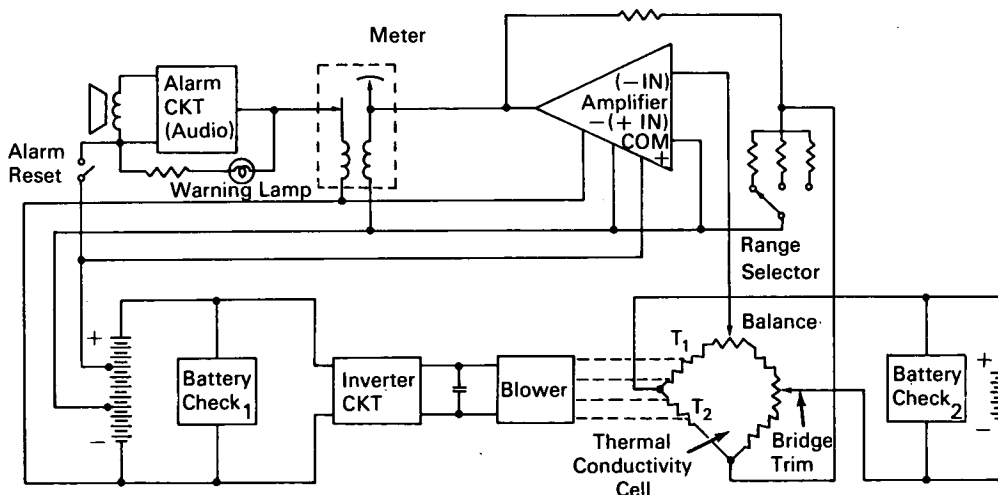 Meter
Alarm
CKT
(Audio)
Alarm
Reset
Warning Lamp
(−IN)
Amplifier
−(+ IN)
COM
+
Range
Selector
Balance
+
−
Battery
Check1
Inverter
CKT
Blower
T1
T2
Thermal
Conductivity
Cell
Bridge
Trim
Battery
Check2
+
−